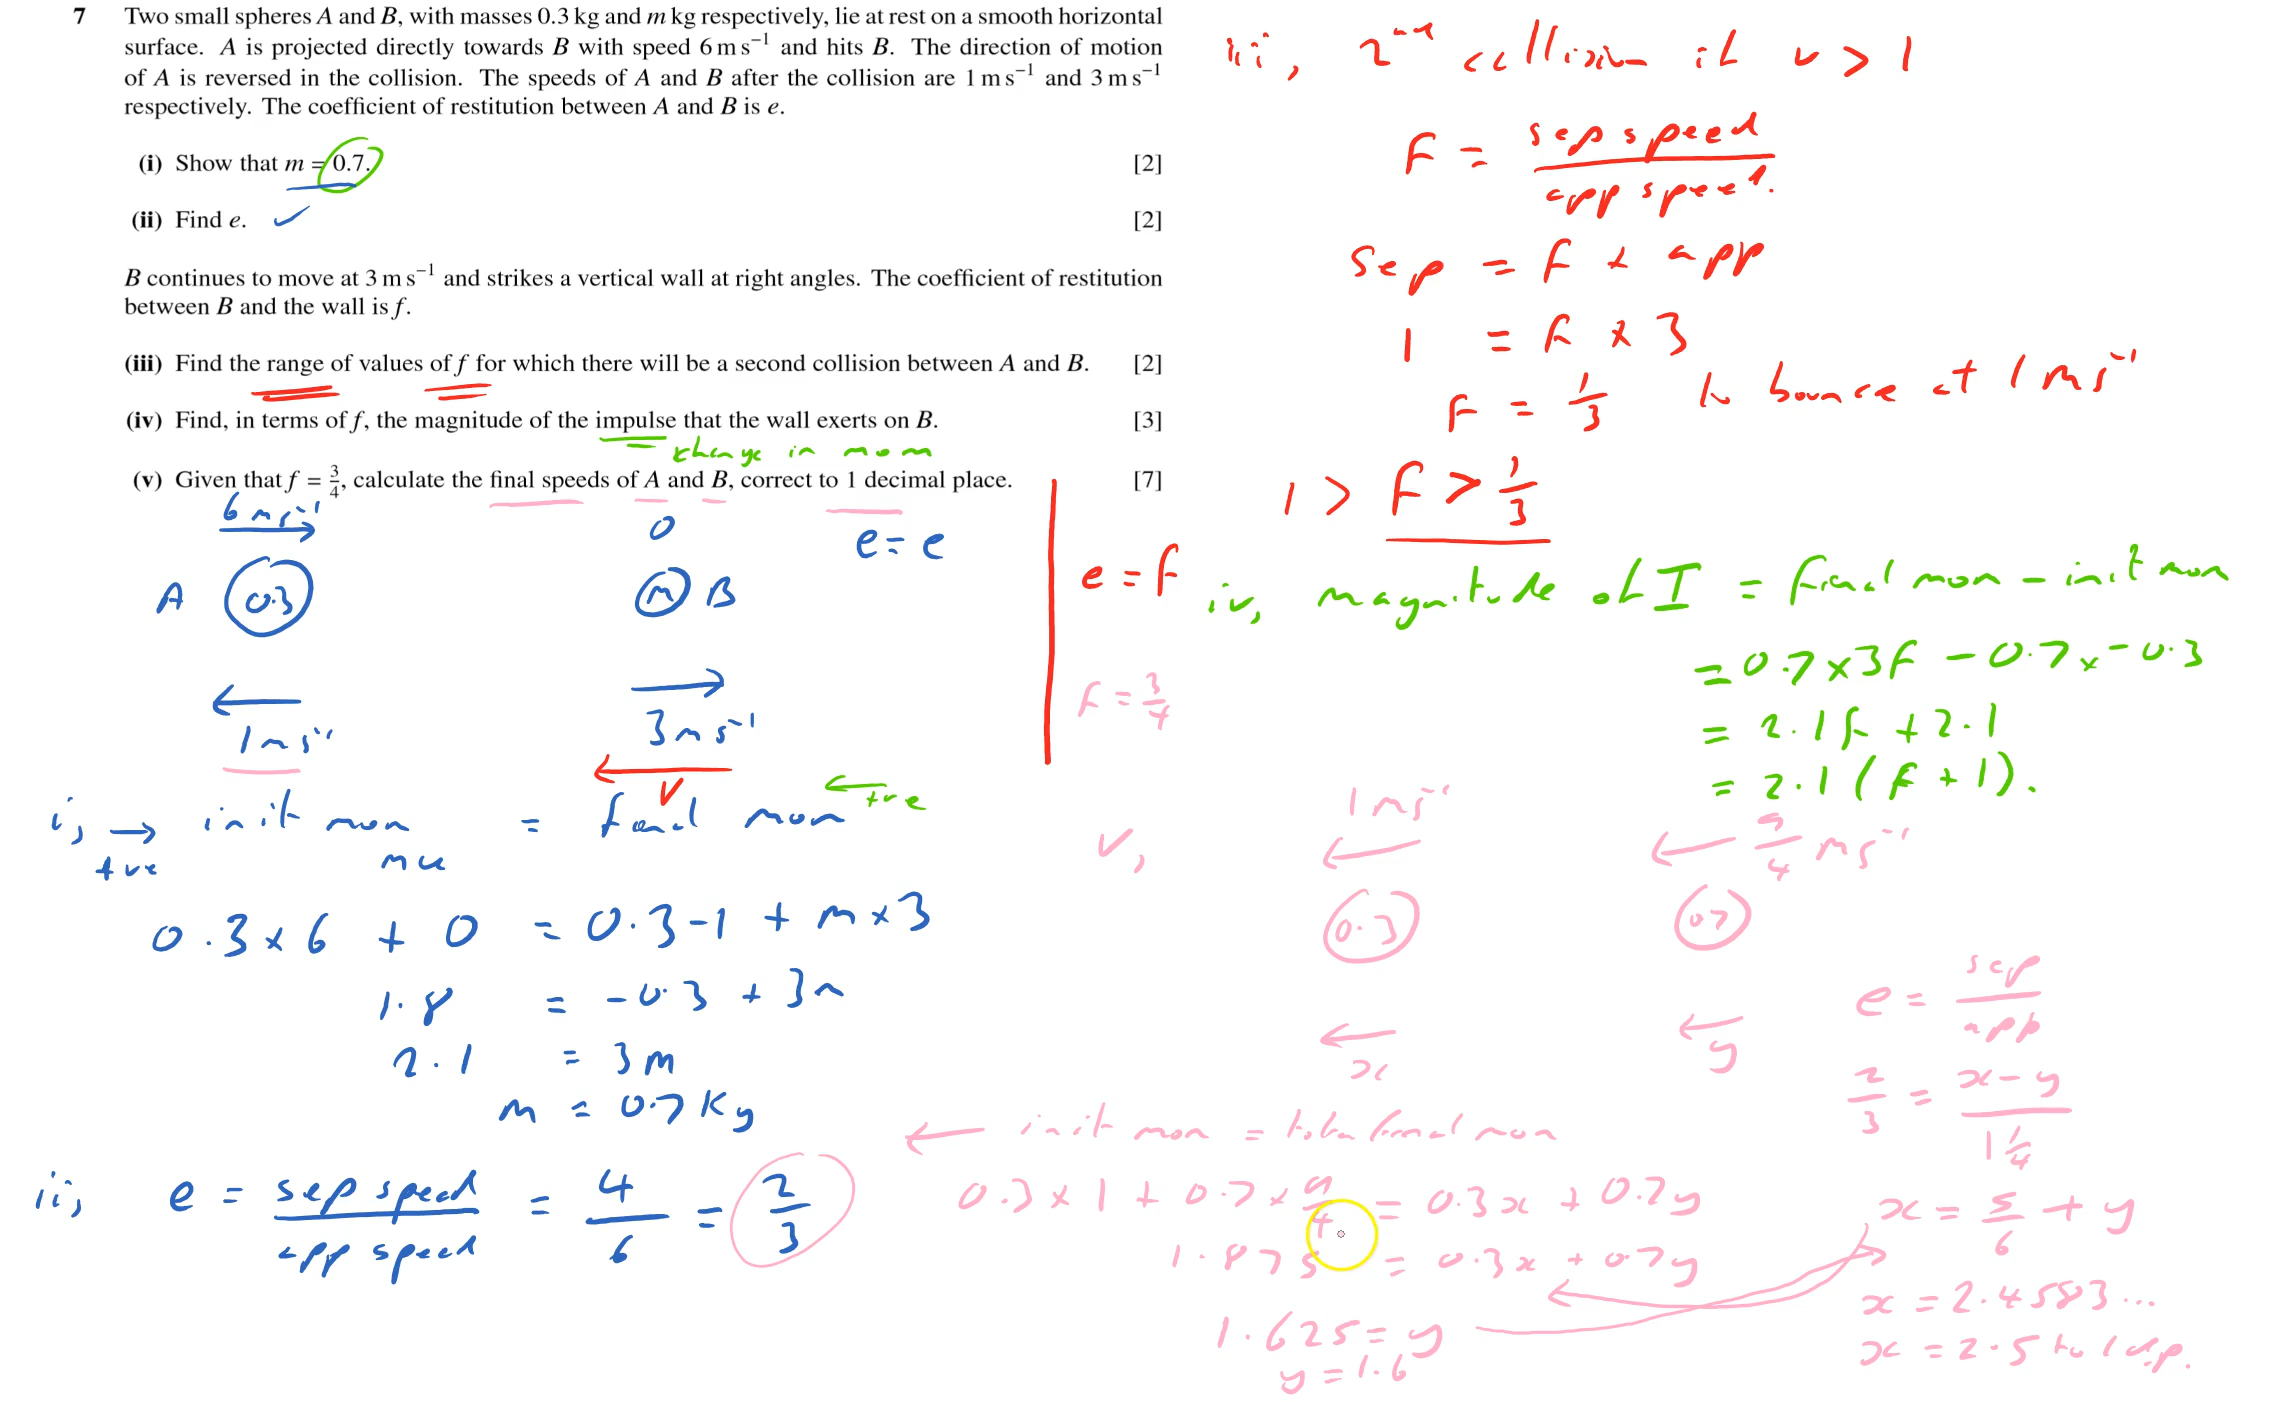 7 Two small spheres A and B, with masses 0.3 kg and m kg respectively, lie at rest on a smooth horizontal
surface. A is projected directly towards B with speed 6 m s⁻¹ and hits B. The direction of motion
of A is reversed in the collision. The speeds of A and B after the collision are 1 m s⁻¹ and 3 m s⁻¹
respectively. The coefficient of restitution between A and B is e.
(i) Show that m = 0.7. [2]
(ii) Find e. [2]
B continues to move at 3 m s⁻¹ and strikes a vertical wall at right angles. The coefficient of restitution
between B and the wall is f.
(iii) Find the range of values of f for which there will be a second collision between A and B. [2]
(iv) Find, in terms of f, the magnitude of the impulse that the wall exerts on B. [3]
change in mom
(v) Given that f = 3/4, calculate the final speeds of A and B, correct to 1 decimal place. [7]
6 ms⁻¹ 0 e = e
A 0.3 m B
1 ms⁻¹ 3 ms⁻¹
v +ve
i, → init mom = final mom
+ve mu
0.3 × 6 + 0 = 0.3 - 1 + m × 3
1.8 = -0.3 + 3m
2.1 = 3m
m = 0.7 Kg
ii, e = sep speed / app speed = 4/6 = 2/3
iii, 2nd collision if v > 1
F = sep speed / app speed.
sep = f × app
1 = f × 3
F = 1/3 to bounce at 1 ms⁻¹
1 > f > 1/3
e = f
iv, magnitude of I = final mom - init mom
= 0.7 × 3f - 0.7 × -0.3
= 2.1f + 2.1
= 2.1 (f + 1).
f = 3/4
v, 1 ms⁻¹ 9/4 ms⁻¹
0.3 0.7
x y
e = sep / app
2/3 = x - y / 1 1/4
x = 5/6 + y
x = 2.4583...
x = 2.5 to 1 d.p.
← init mom = total final mom
0.3 × 1 + 0.7 × 9/4 = 0.3x + 0.7y
1.875 = 0.3x + 0.7y
1.625 = y
y = 1.6